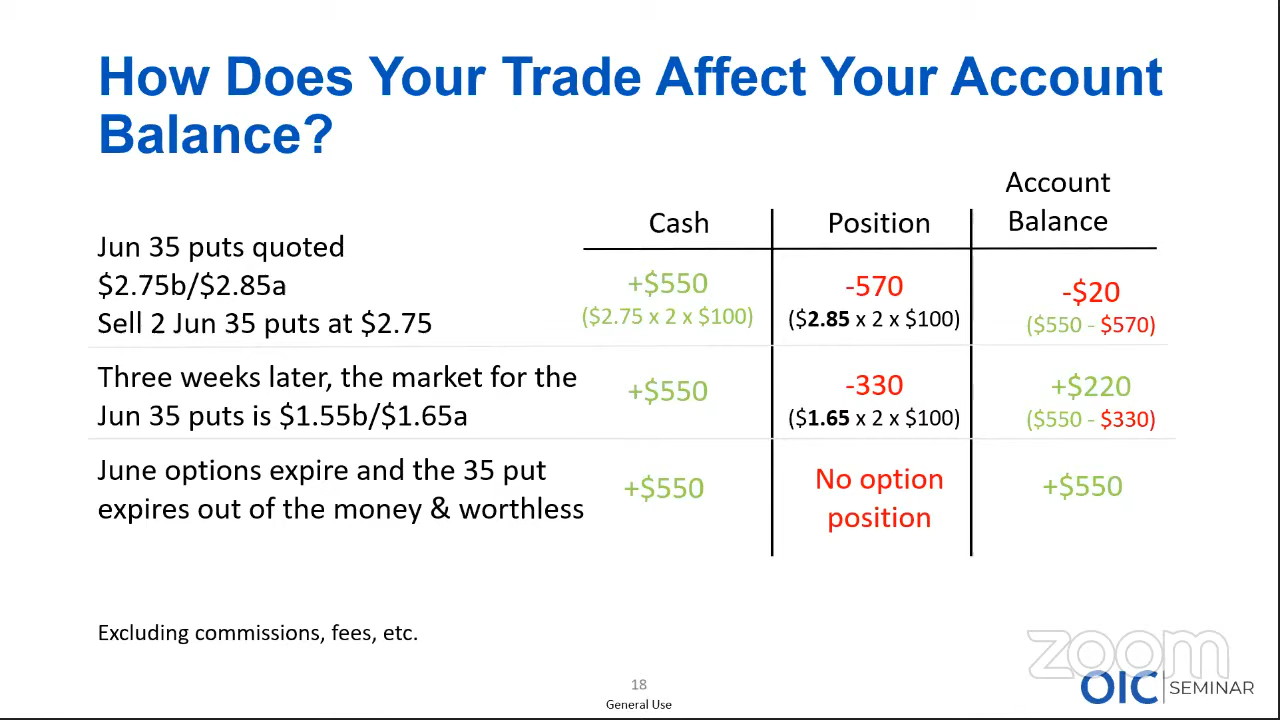 How Does Your Trade Affect Your Account
Balance?
Cash
Position
Account
Balance
Jun 35 puts quoted
$2.75b/$2.85a
Sell 2 Jun 35 puts at $2.75
+$550
($2.75 x 2 x $100)
-570
($2.85 x 2 x $100)
-$20
($550 - $570)
Three weeks later, the market for the
Jun 35 puts is $1.55b/$1.65a
+$550
-330
($1.65 x 2 x $100)
+$220
($550 - $330)
June options expire and the 35 put
expires out of the money & worthless
+$550
No option
position
+$550
Excluding commissions, fees, etc.
zoom
18
General Use
OIC SEMINAR